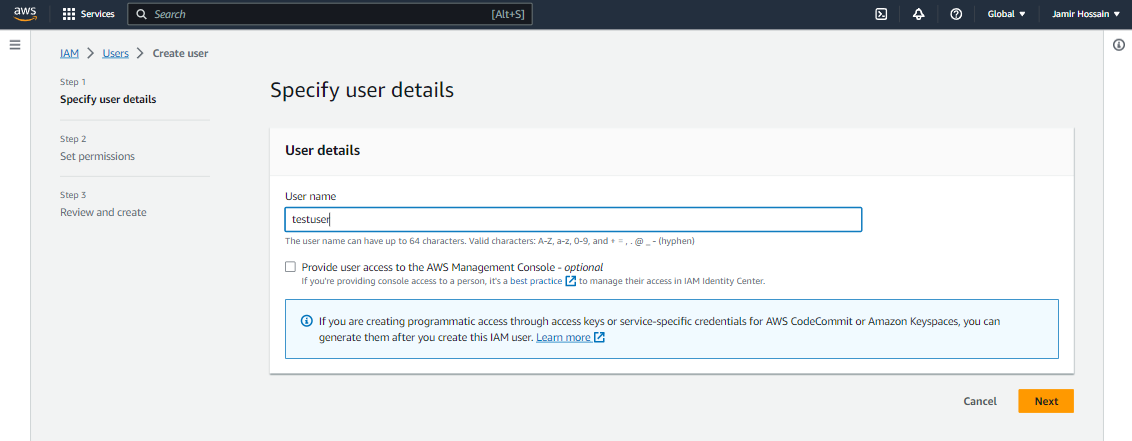 aws
Services
Search
[Alt+S]
Global
Jamir Hossain
IAM > Users > Create user
Step 1
Specify user details
Step 2
Set permissions
Step 3
Review and create
Specify user details
User details
User name
testuser
The user name can have up to 64 characters. Valid characters: A-Z, a-z, 0-9, and + = , . @ _ - (hyphen)
Provide user access to the AWS Management Console - optional
If you're providing console access to a person, it's a best practice to manage their access in IAM Identity Center.
If you are creating programmatic access through access keys or service-specific credentials for AWS CodeCommit or Amazon Keyspaces, you can
generate them after you create this IAM user. Learn more
Cancel
Next